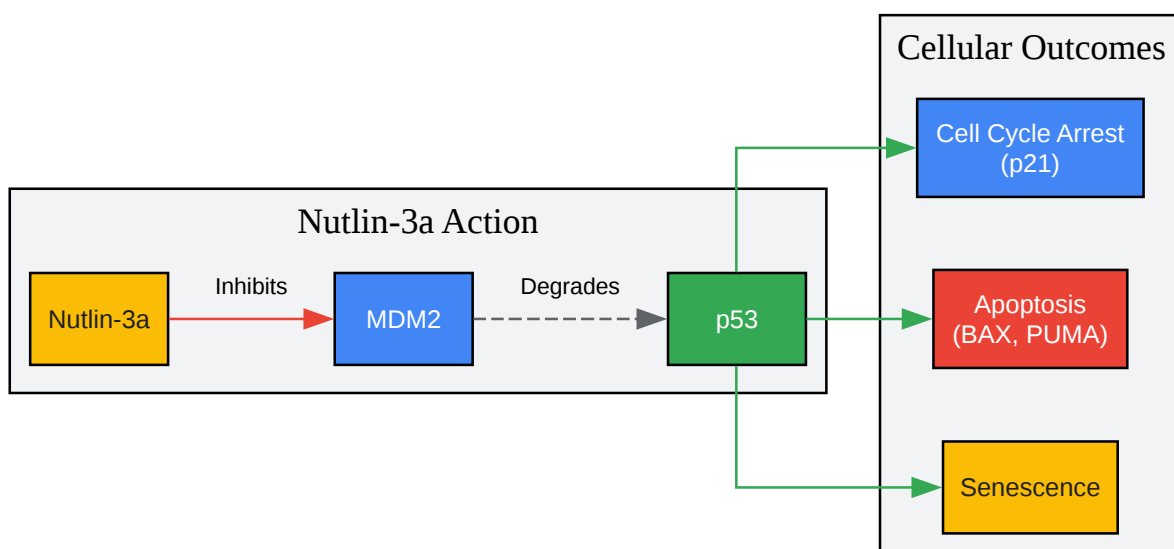 Cellular Outcomes
Cell Cycle Arrest
(p21)
Nutlin-3a Action
Inhibits
Degrades
Nutlin-3a
MDM2
p53
Apoptosis
(BAX, PUMA)
Senescence